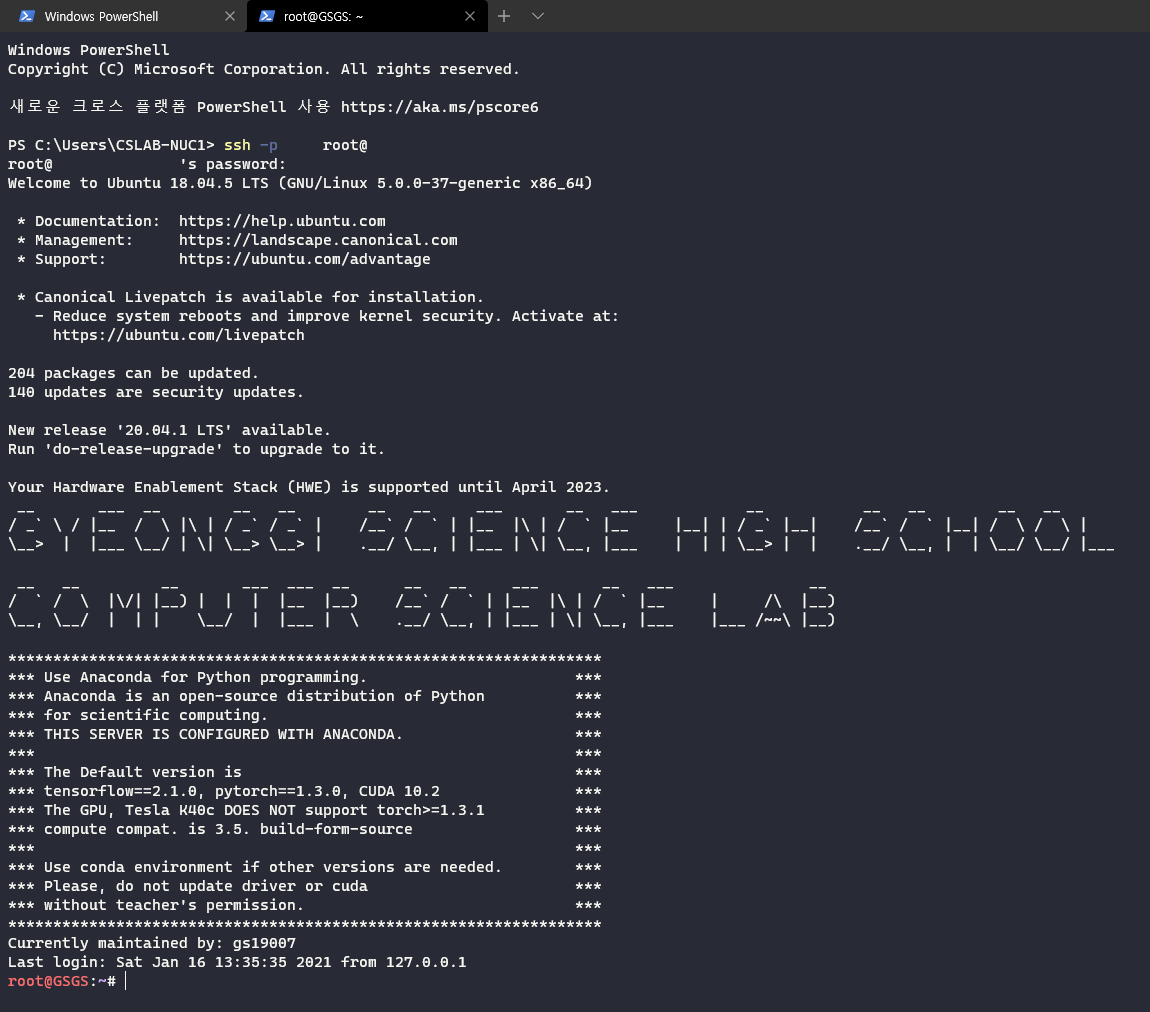 Windows PowerShell
root@GSGS: ~
Windows PowerShell
Copyright (C) Microsoft Corporation. All rights reserved.
새로운 크로스 플랫폼 PowerShell 사용 https://aka.ms/pscore6
PS C:\Users\CSLAB-NUC1> ssh -p root@
root@ 's password:
Welcome to Ubuntu 18.04.5 LTS (GNU/Linux 5.0.0-37-generic x86_64)
* Documentation: https://help.ubuntu.com
* Management: https://landscape.canonical.com
* Support: https://ubuntu.com/advantage
* Canonical Livepatch is available for installation.
- Reduce system reboots and improve kernel security. Activate at:
https://ubuntu.com/livepatch
204 packages can be updated.
140 updates are security updates.
New release '20.04.1 LTS' available.
Run 'do-release-upgrade' to upgrade to it.
Your Hardware Enablement Stack (HWE) is supported until April 2023.
GYEONGGI SCIENCE HIGH SCHOOL
COMPUTER SCIENCE LAB
******************************************************************
*** Use Anaconda for Python programming. ***
*** Anaconda is an open-source distribution of Python ***
*** for scientific computing. ***
*** THIS SERVER IS CONFIGURED WITH ANACONDA. ***
*** ***
*** The Default version is ***
*** tensorflow==2.1.0, pytorch==1.3.0, CUDA 10.2 ***
*** The GPU, Tesla K40c DOES NOT support torch>=1.3.1 ***
*** compute compat. is 3.5. build-form-source ***
*** ***
*** Use conda environment if other versions are needed. ***
*** Please, do not update driver or cuda ***
*** without teacher's permission. ***
******************************************************************
Currently maintained by: gs19007
Last login: Sat Jan 16 13:35:35 2021 from 127.0.0.1
root@GSGS:~#